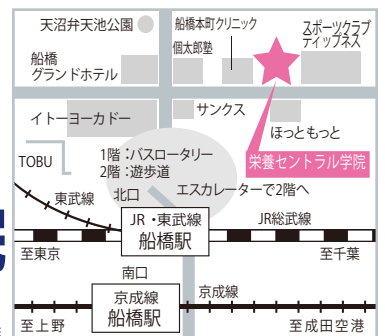 天沼弁天池公園
船橋本町クリニック
スポーツクラブ
ティップネス
個太郎塾
船橋
グランドホテル
サンクス
イトーヨーカドー
ほっともっと
TOBU
1階：バスロータリー
2階：遊歩道
栄養セントラル学院
北口
エスカレーターで2階へ
東武線
JR・東武線
船橋駅
JR総武線
至東京
至千葉
南口
京成線
船橋駅
京成線
至上野
至成田空港